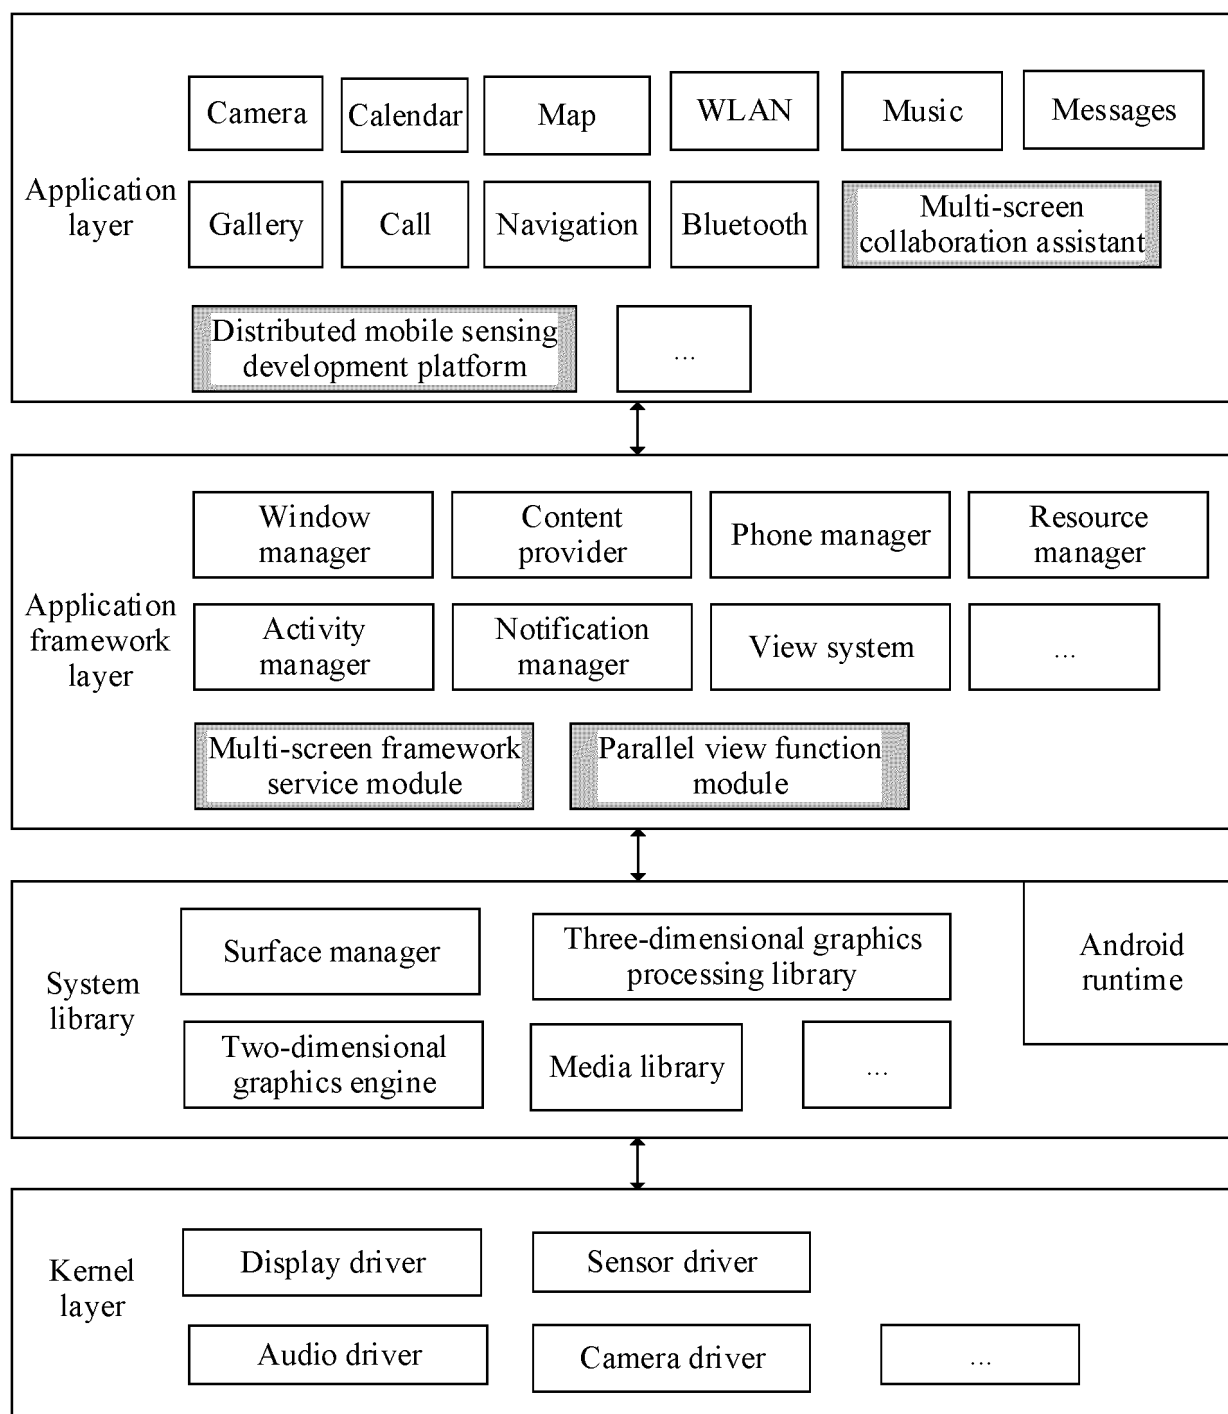 Camera
Calendar
Map
WLAN
Music
Messages
Application
layer
Gallery
Call
Navigation
Bluetooth
Multi-screen
collaboration assistant
Distributed mobile sensing
development platform
...
Window
manager
Content
provider
Phone manager
Resource
manager
Application
framework
layer
Activity
manager
Notification
manager
View system
...
Multi-screen framework
service module
Parallel view function
module
System
library
Surface manager
Three-dimensional graphics
processing library
Android
runtime
Two-dimensional
graphics engine
Media library
...
Kernel
layer
Display driver
Sensor driver
Audio driver
Camera driver
...